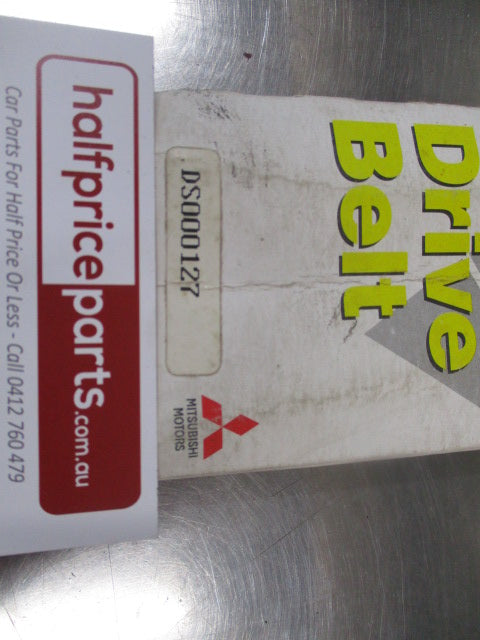 Drive
Belt
DS000127
MITSUBISHI
MOTORS
halfpriceparts.com.au
Car Parts For Half Price Or Less - Call 0412 760 479